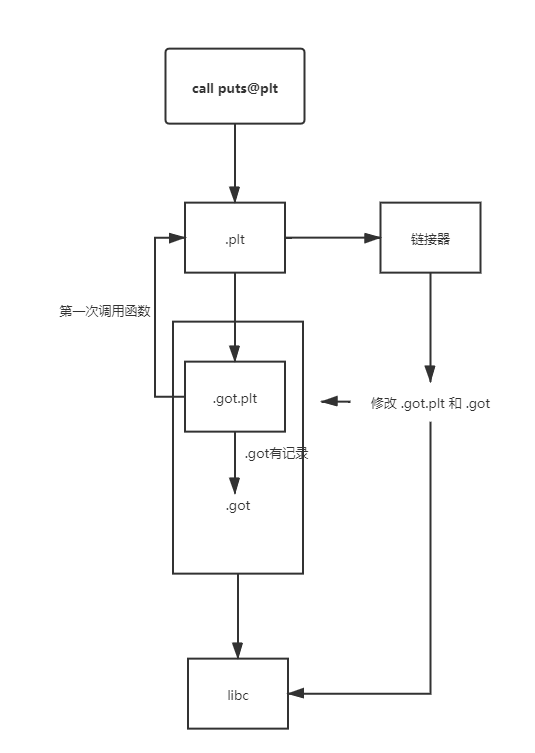 call puts@plt
.plt
链接器
第一次调用函数
.got.plt
修改 .got.plt 和 .got
.got有记录
.got
libc